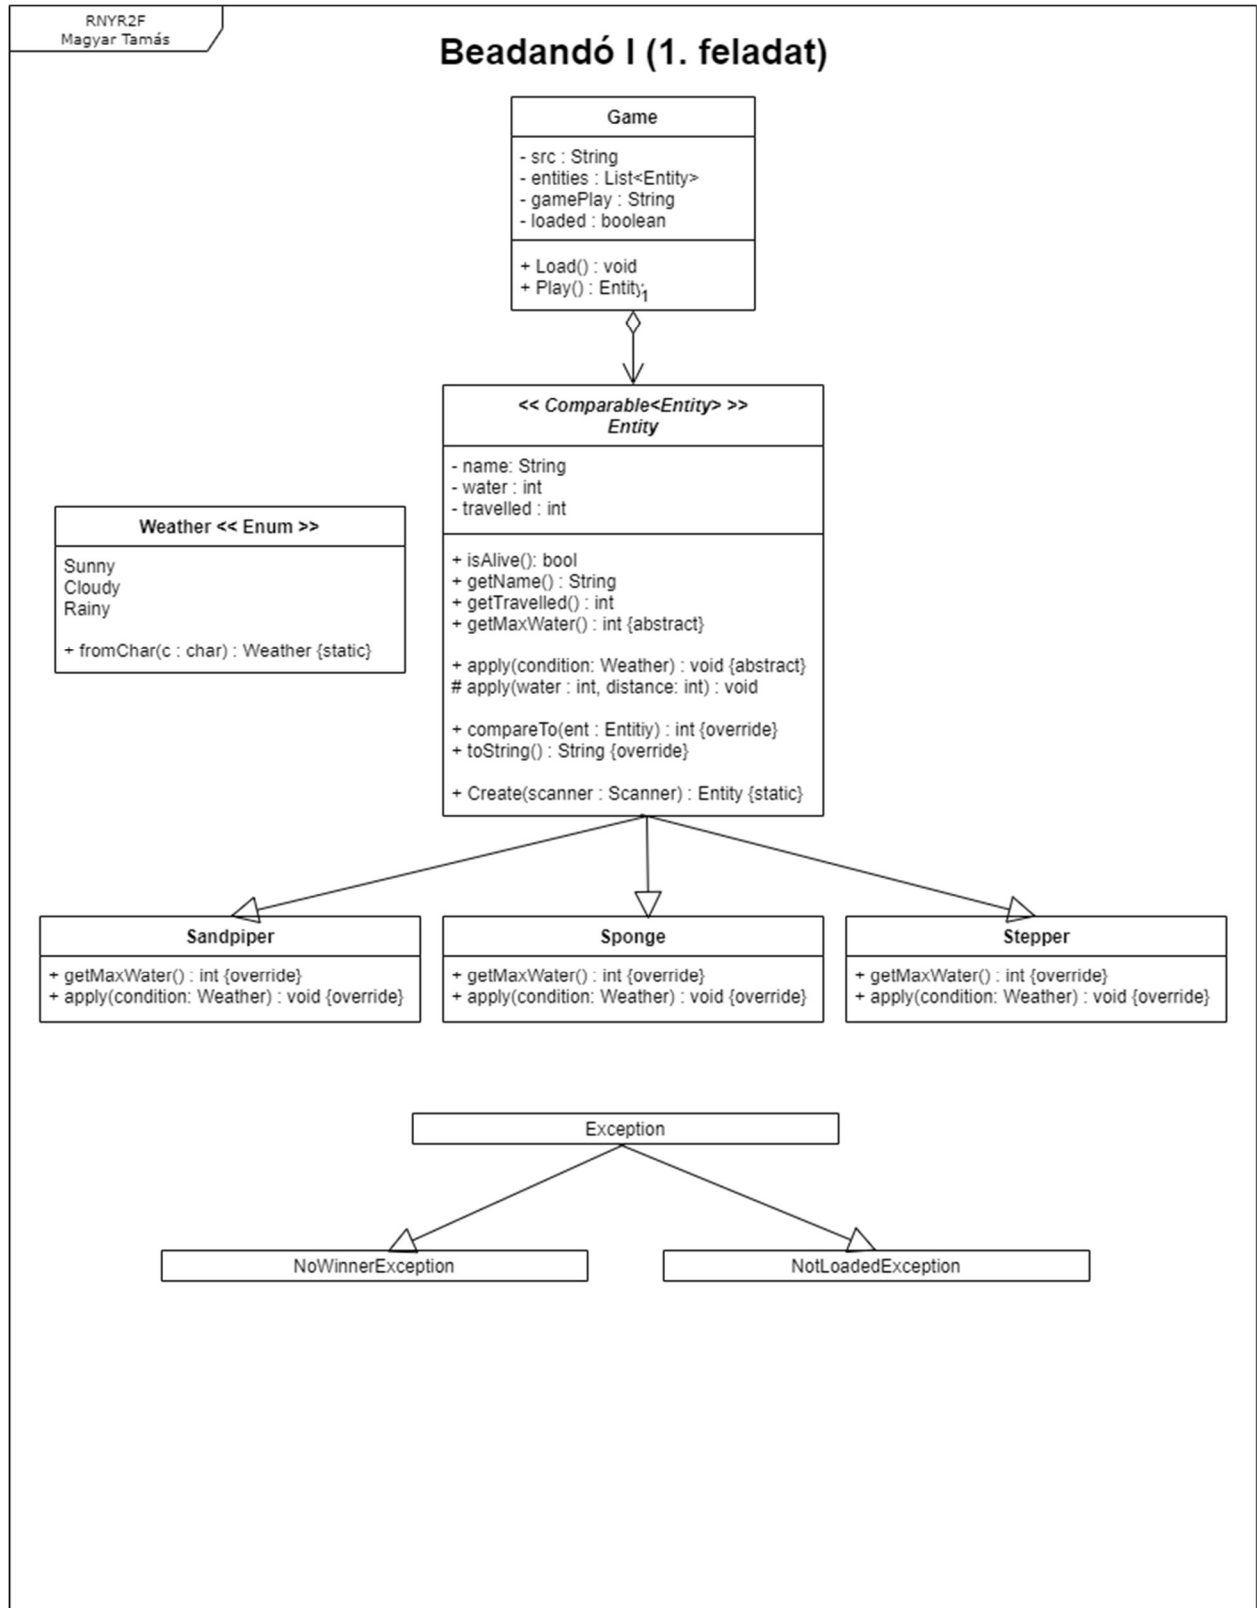 RNYR2F
Magyar Tamás
Beadandó I (1. feladat)
Game
- src : String
- entities : List<Entity>
- gamePlay : String
- loaded : boolean
+ Load() : void
+ Play() : Entity
1
<< Comparable<Entity> >>
Entity
- name: String
- water : int
- travelled : int
+ isAlive(): bool
+ getName() : String
+ getTravelled() : int
+ getMaxWater() : int {abstract}
+ apply(condition: Weather) : void {abstract}
# apply(water : int, distance: int) : void
+ compareTo(ent : Entitiy) : int {override}
+ toString() : String {override}
+ Create(scanner : Scanner) : Entity {static}
Weather << Enum >>
Sunny
Cloudy
Rainy
+ fromChar(c : char) : Weather {static}
Sandpiper
+ getMaxWater() : int {override}
+ apply(condition: Weather) : void {override}
Sponge
+ getMaxWater() : int {override}
+ apply(condition: Weather) : void {override}
Stepper
+ getMaxWater() : int {override}
+ apply(condition: Weather) : void {override}
Exception
NoWinnerException
NotLoadedException